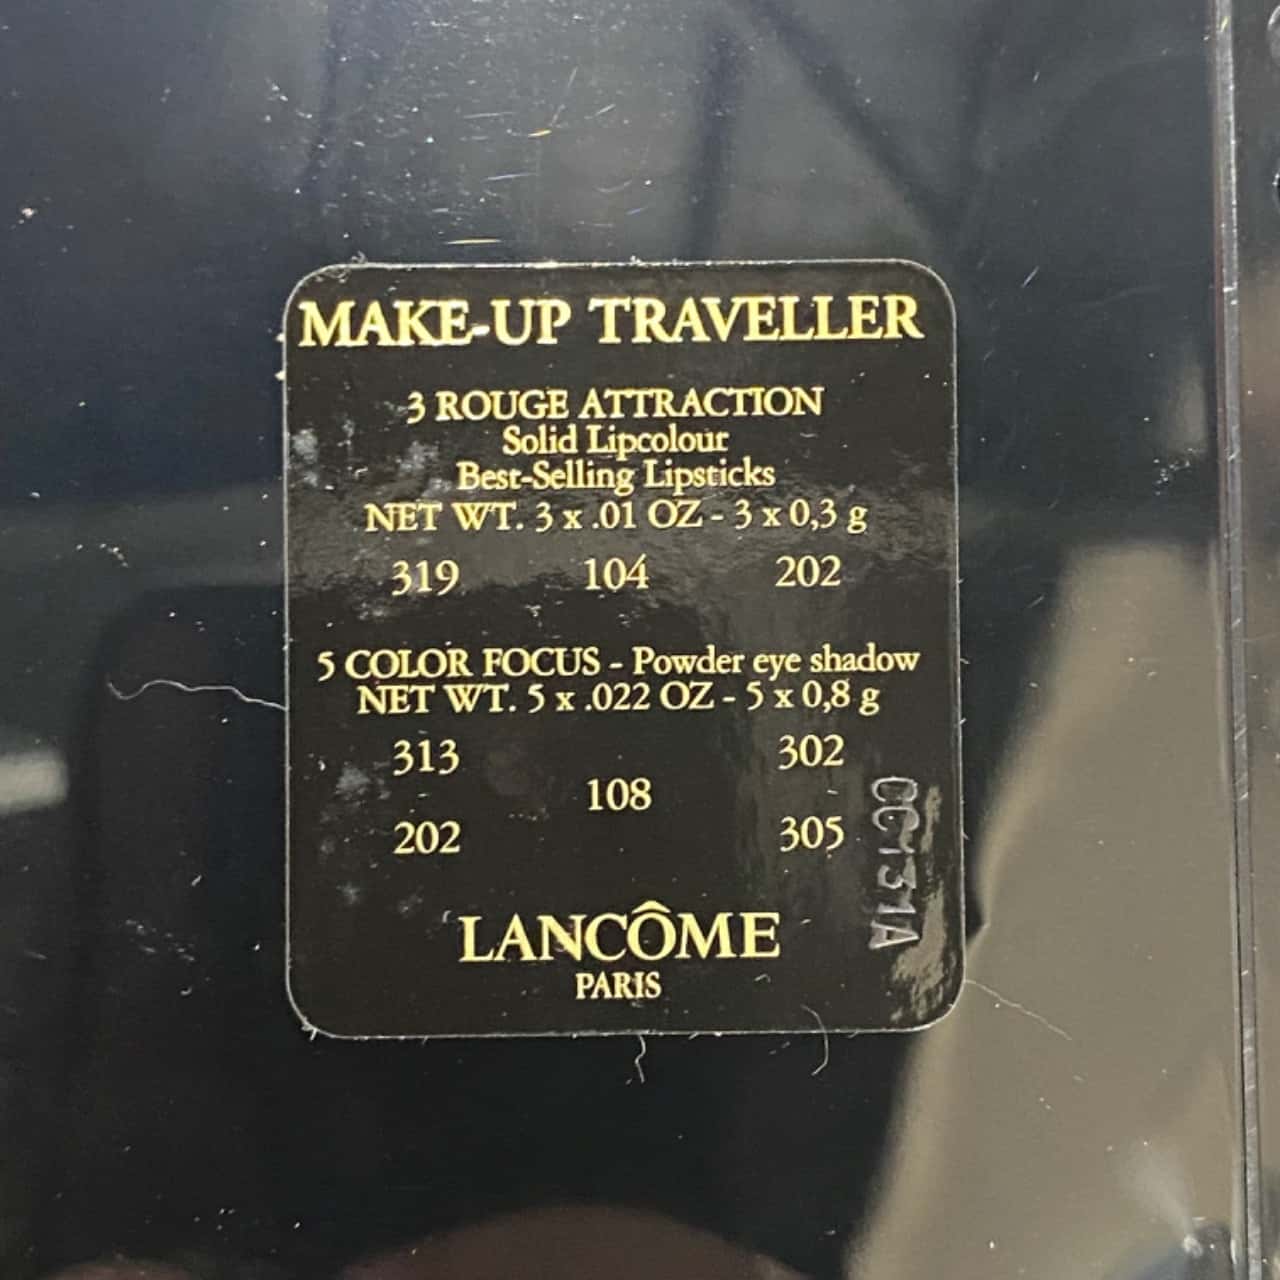 MAKE-UP TRAVELLER
3 ROUGE ATTRACTION
Solid Lipcolour
Best-Selling Lipsticks
NET WT. 3 x .01 OZ - 3 x 0,3 g
319 104 202
5 COLOR FOCUS - Powder eye shadow
NET WT. 5 x .022 OZ - 5 x 0,8 g
313 302
108
202 305
LANCÔME
PARIS